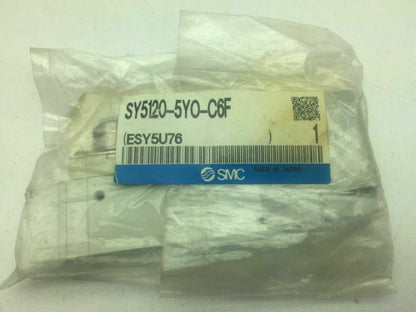 SY5120-5YO-C6F
(ESY5U76 ) 1
SMC MADE IN JAPAN